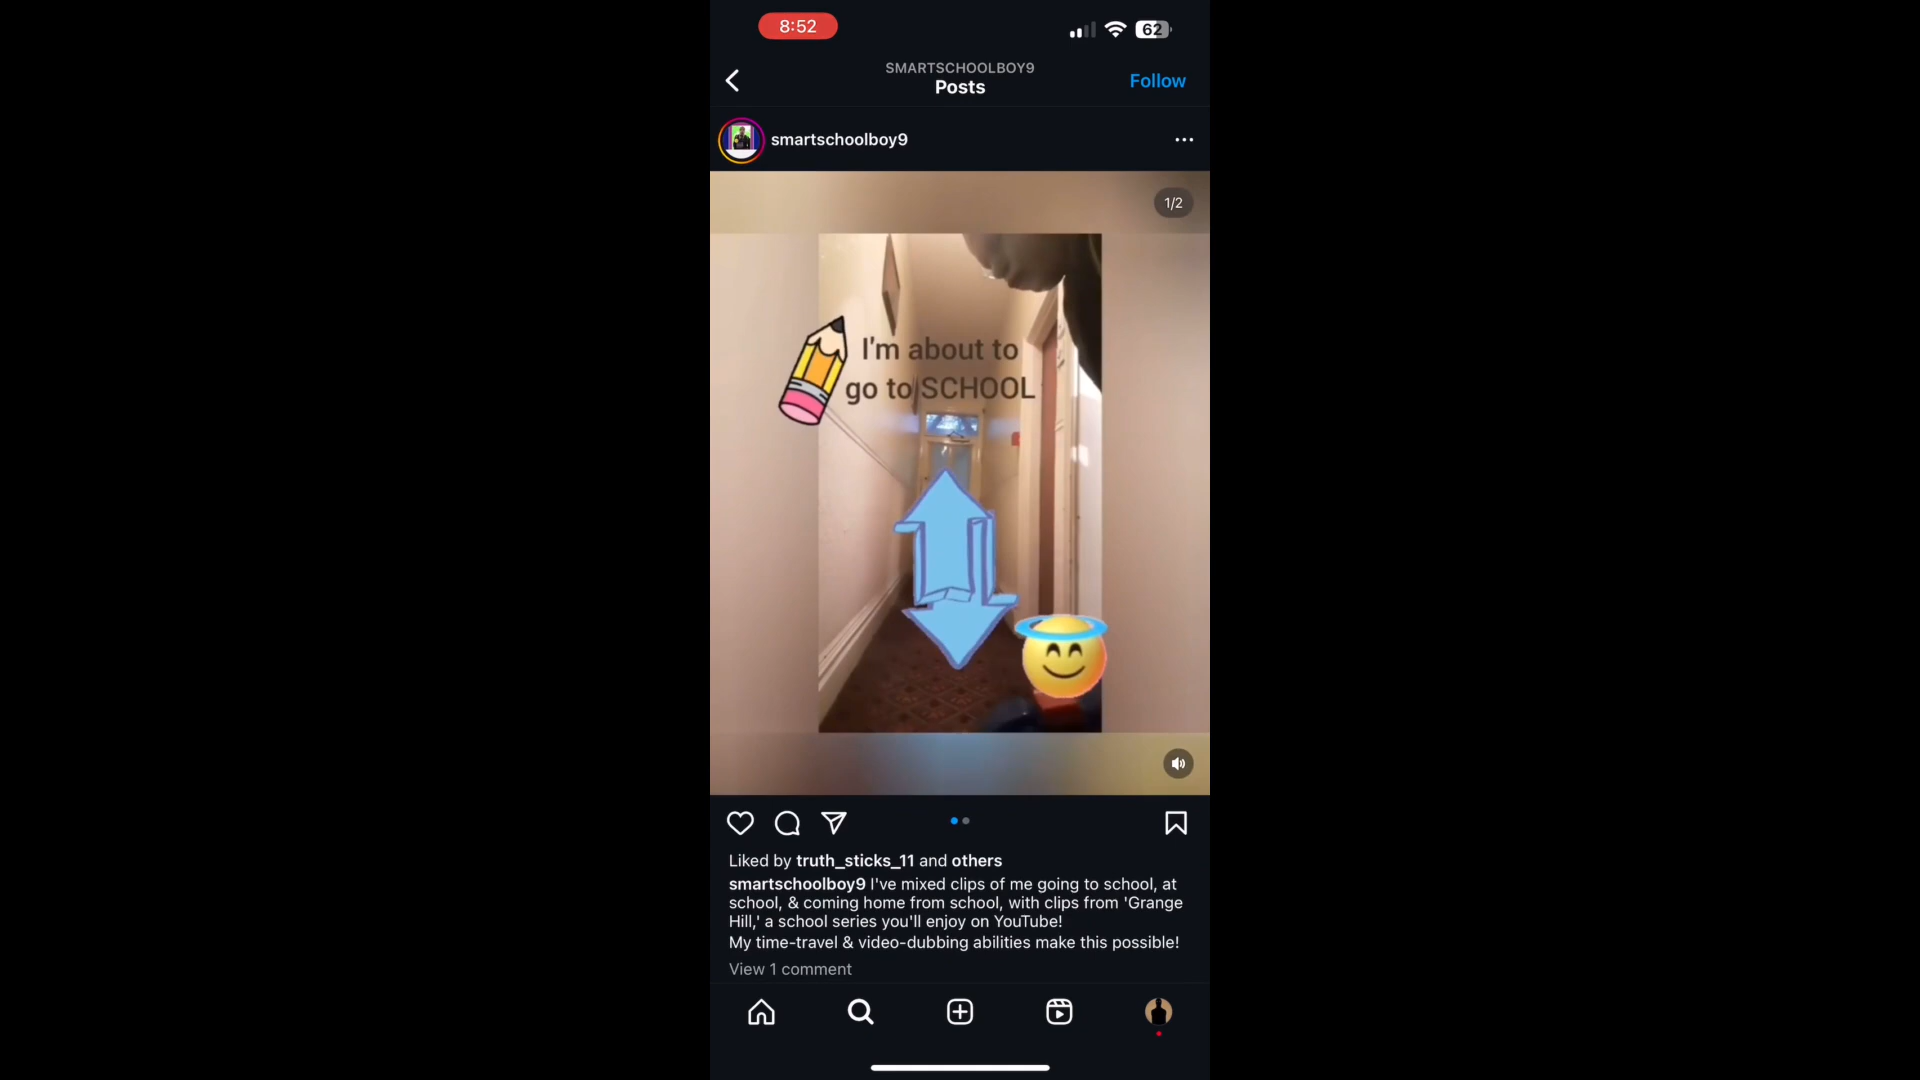 8:52
62
SMARTSCHOOLBOY9
Posts
Follow
smartschoolboy9
1/2
I'm about to
go to SCHOOL
Liked by truth_sticks_11 and others
smartschoolboy9 I've mixed clips of me going to school, at
school, & coming home from school, with clips from 'Grange
Hill,' a school series you'll enjoy on YouTube!
My time-travel & video-dubbing abilities make this possible!
View 1 comment